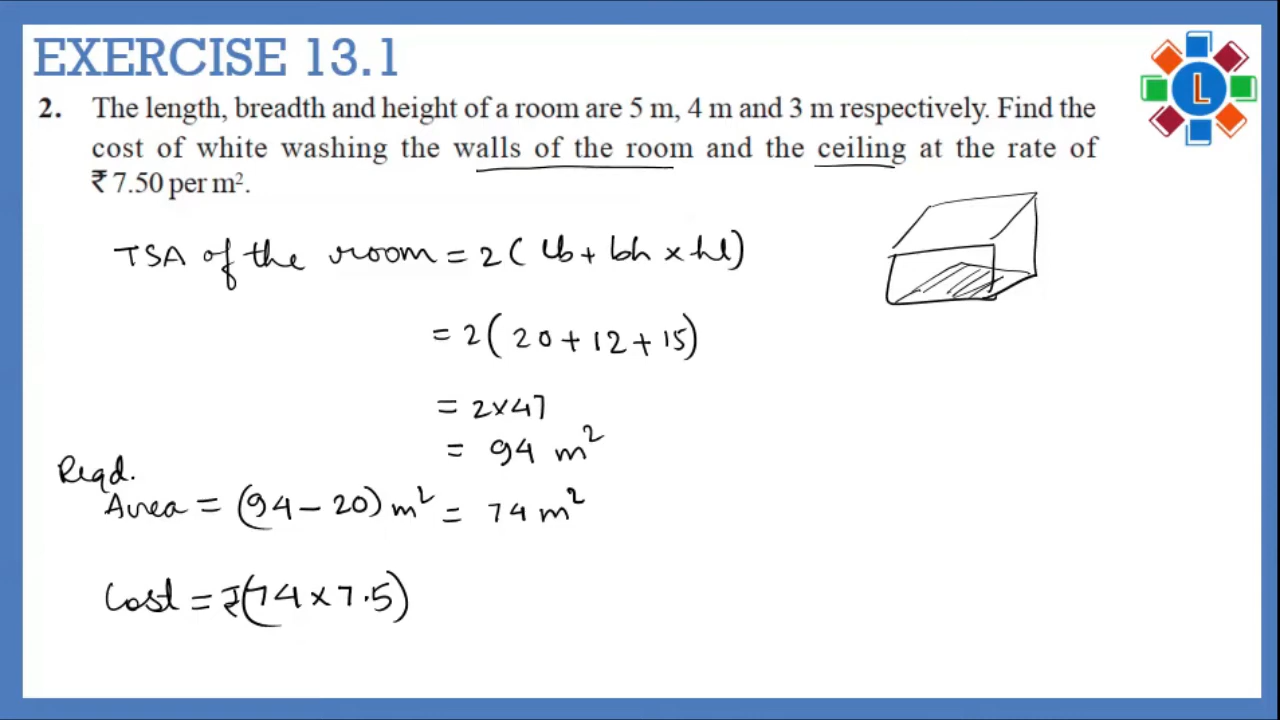 EXERCISE 13.1
L
2. The length, breadth and height of a room are 5 m, 4 m and 3 m respectively. Find the
cost of white washing the walls of the room and the ceiling at the rate of
₹ 7.50 per m².
TSA of the room = 2 ( lb + bh x hl )
= 2 ( 20 + 12 + 15 )
= 2 x 47
= 94 m²
Reqd.
Area = (94 - 20) m² = 74 m²
Cost = ₹ (74 x 7.5)